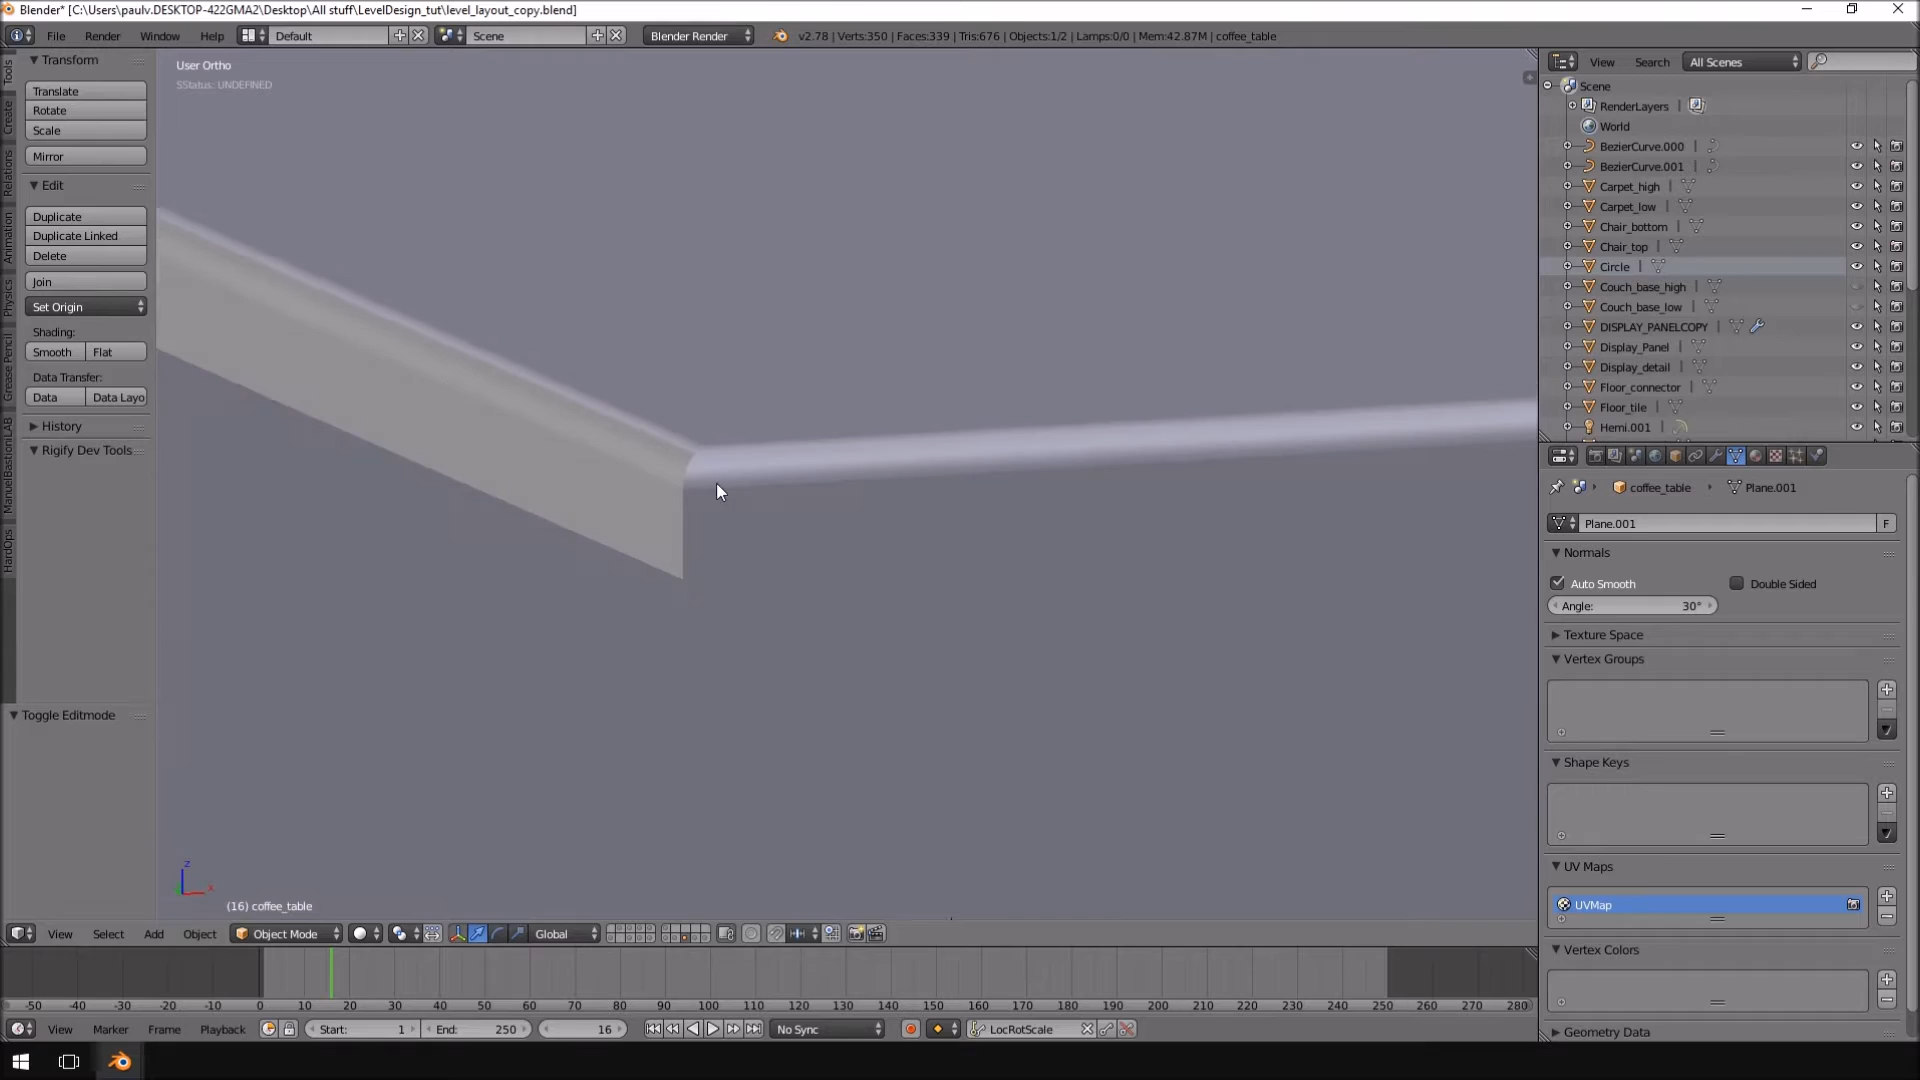 Blender* [C:\Users\paulv.DESKTOP-422GMA2\Desktop\All stuff\LevelDesign_tut\level_layout_copy.blend]
File Render Window Help Default Scene Blender Render v2.78 | Verts:350 | Faces:339 | Tris:676 | Objects:1/2 | Lamps:0/0 | Mem:42.87M | coffee_table
Tools
Create
Relations
Animation
Physics
Grease Pencil
ManuelBastionLAB
HardOps
Transform
Translate
Rotate
Scale
Mirror
Edit
Duplicate
Duplicate Linked
Delete
Join
Set Origin
Shading:
Smooth Flat
Data Transfer:
Data Data Layo
History
Rigify Dev Tools
Toggle Editmode
User Ortho
SStatus: UNDEFINED
z
x
(16) coffee_table
View Search All Scenes
Scene
RenderLayers
World
BezierCurve.000
BezierCurve.001
Carpet_high
Carpet_low
Chair_bottom
Chair_top
Circle
Couch_base_high
Couch_base_low
DISPLAY_PANELCOPY
Display_Panel
Display_detail
Floor_connector
Floor_tile
Hemi.001
coffee_table Plane.001
Plane.001 F
Normals
Auto Smooth Double Sided
Angle: 30°
Texture Space
Vertex Groups
Shape Keys
UV Maps
UVMap
Vertex Colors
Geometry Data
View Select Add Object Object Mode Global
-50 -40 -30 -20 -10 0 10 20 30 40 50 60 70 80 90 100 110 120 130 140 150 160 170 180 190 200 210 220 230 240 250 260 270 280
View Marker Frame Playback Start: 1 End: 250 16 No Sync LocRotScale